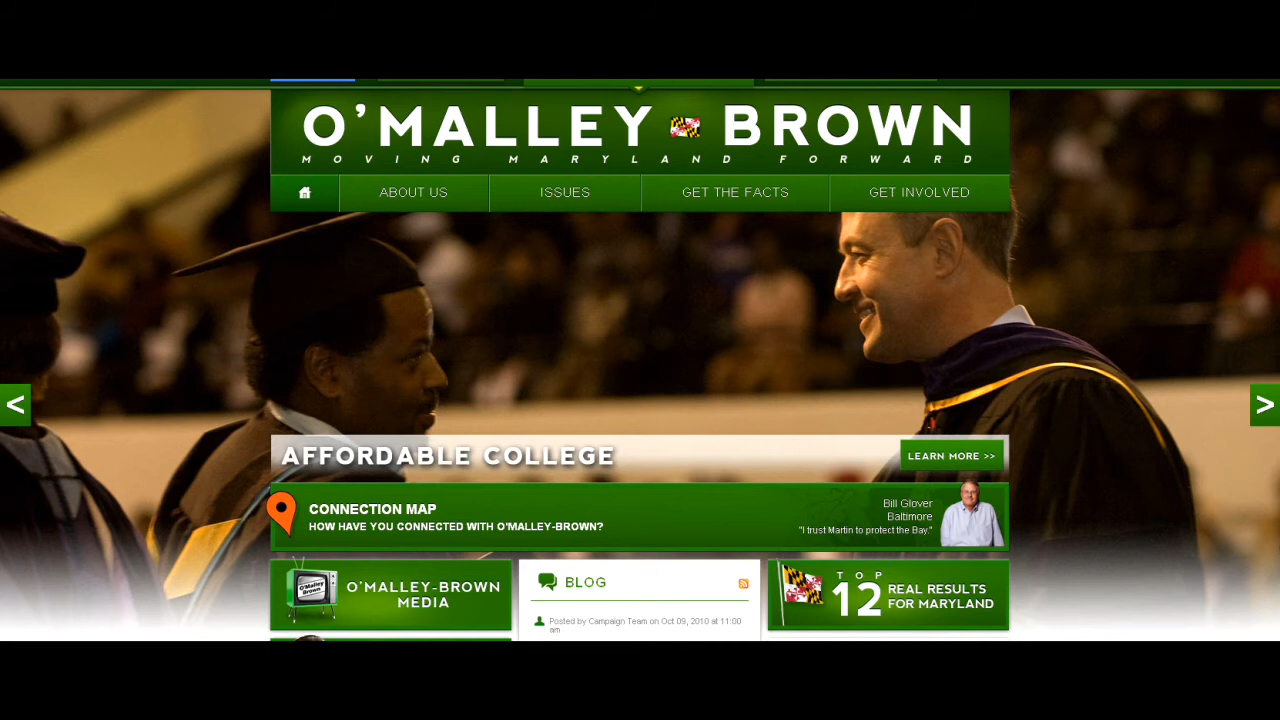 O'MALLEY BROWN
MOVING MARYLAND FORWARD
ABOUT US
ISSUES
GET THE FACTS
GET INVOLVED
<
>
AFFORDABLE COLLEGE
LEARN MORE >>
CONNECTION MAP
HOW HAVE YOU CONNECTED WITH O'MALLEY-BROWN?
Bill Glover
Baltimore
"I trust Martin to protect the Bay."
O'Malley
Brown
O'MALLEY-BROWN
MEDIA
BLOG
Posted by Campaign Team on Oct 09, 2010 at 11:00
am
TOP
12 REAL RESULTS
FOR MARYLAND